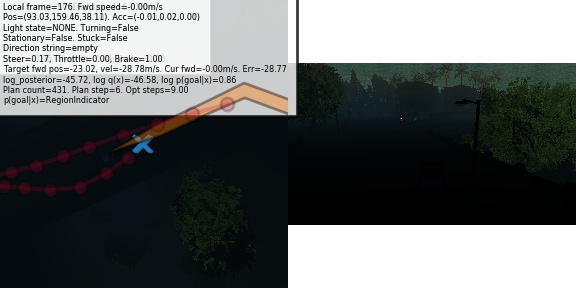 Local frame=176. Fwd speed=-0.00m/s
Pos=(93.03,159.46,38.11). Acc=(-0.01,0.02,0.00)
Light state=NONE. Turning=False
Stationary=False. Stuck=False
Direction string=empty
Steer=0.17, Throttle=0.00, Brake=1.00
Target fwd pos=-23.02, vel=-28.78m/s. Cur fwd=-0.00m/s. Err=-28.77
log_posterior=-45.72, log q(x)=-46.58, log p(goal|x)=0.86
Plan count=431. Plan step=6. Opt steps=9.00
p(goal|x)=RegionIndicator